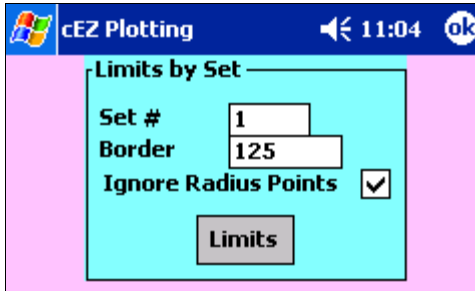 cEZ Plotting 11:04 ok
Limits by Set
Set # 1
Border 125
Ignore Radius Points
Limits